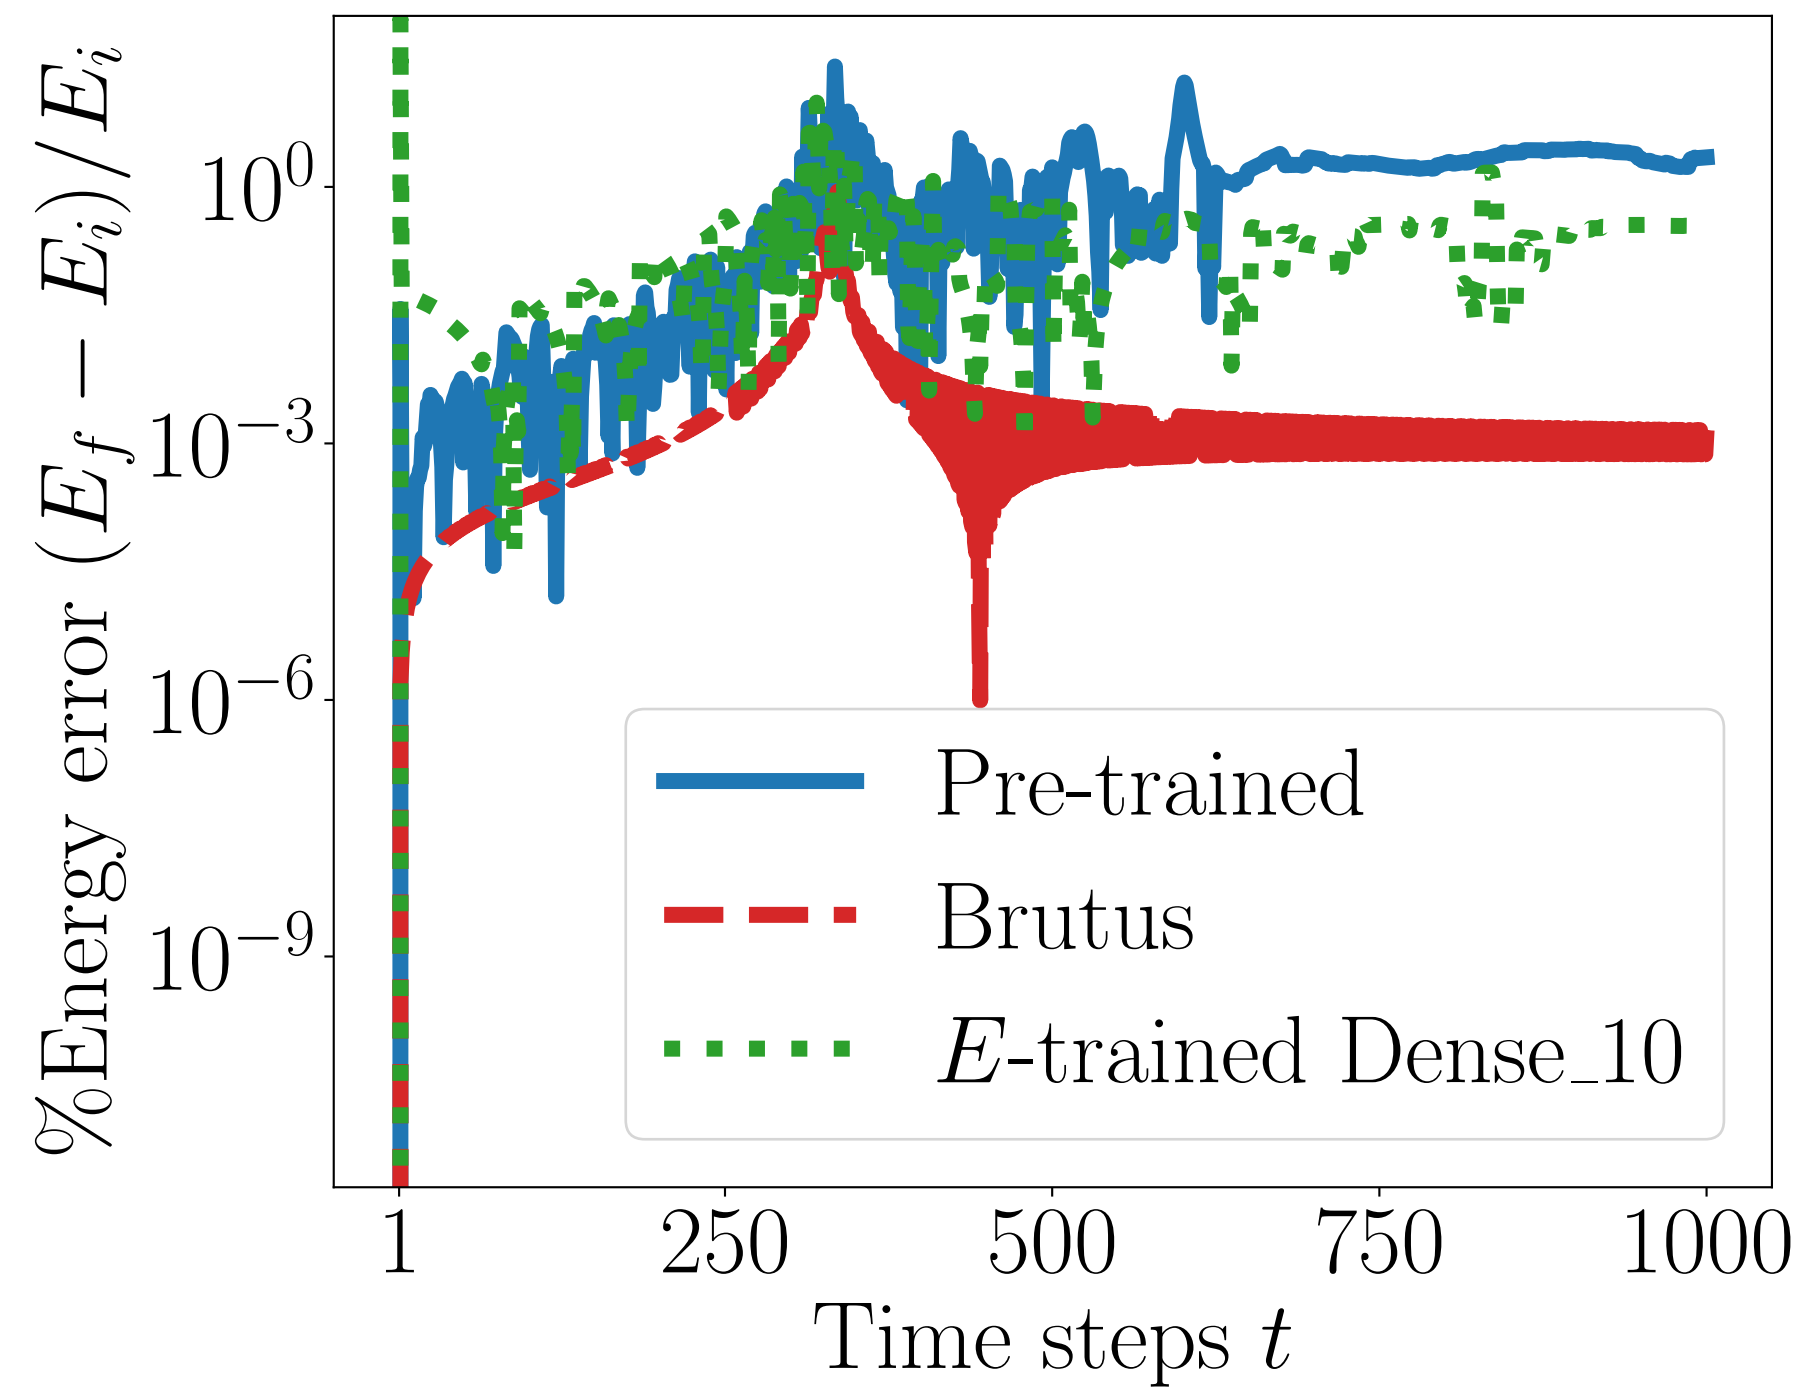 %Energy error (E_f − E_i)/E_i
10^0
10^−3
10^−6
10^−9
Pre-trained
Brutus
E-trained Dense_10
1 250 500 750 1000
Time steps t